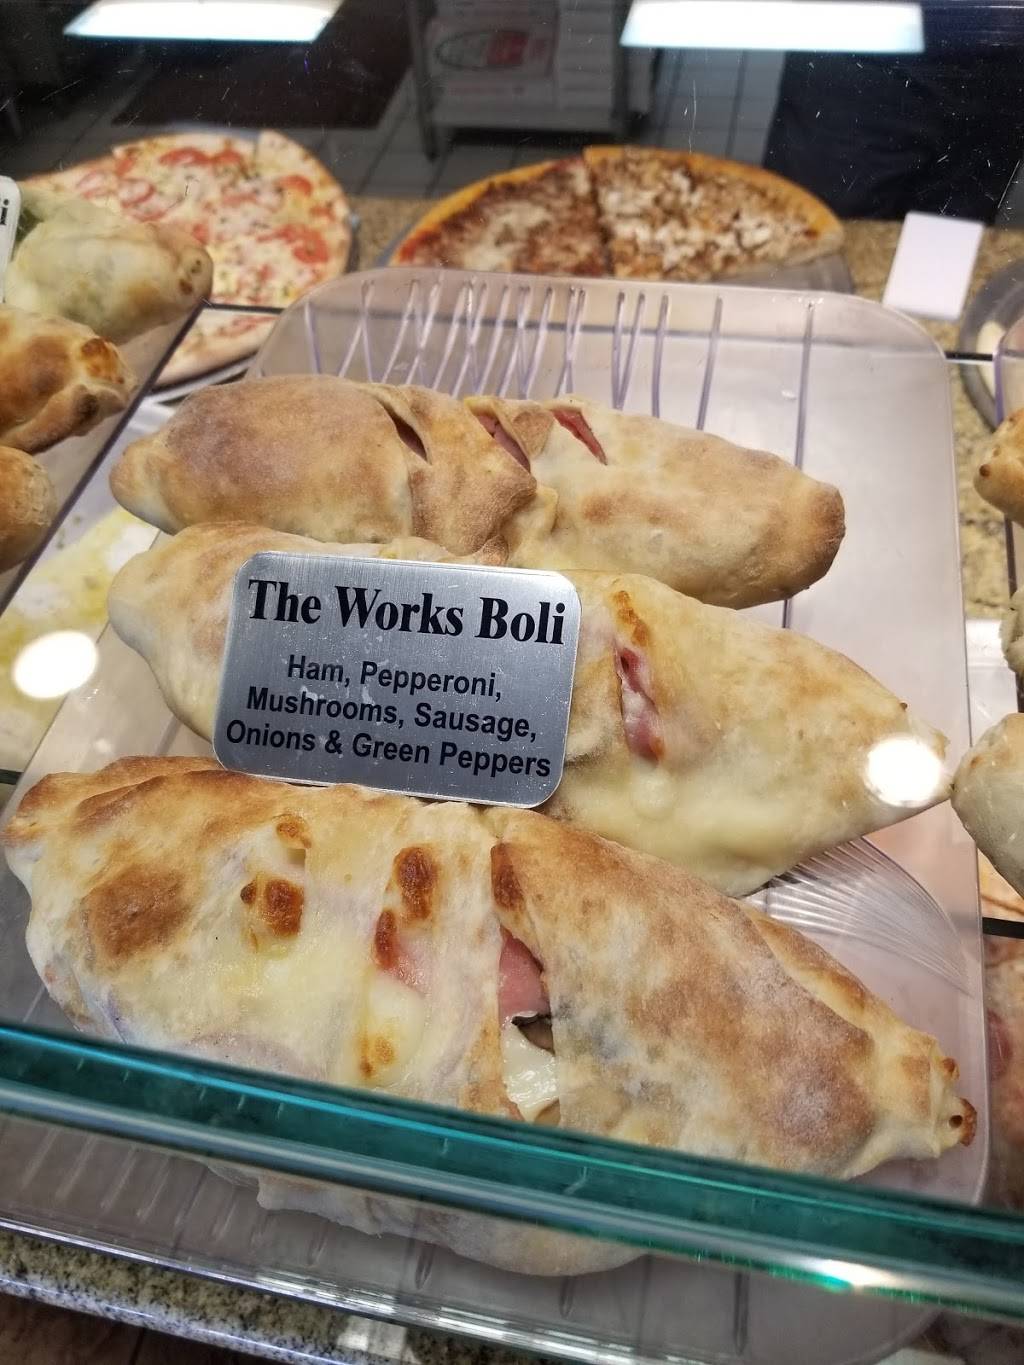 The Works Boli
Ham, Pepperoni,
Mushrooms, Sausage,
Onions & Green Peppers